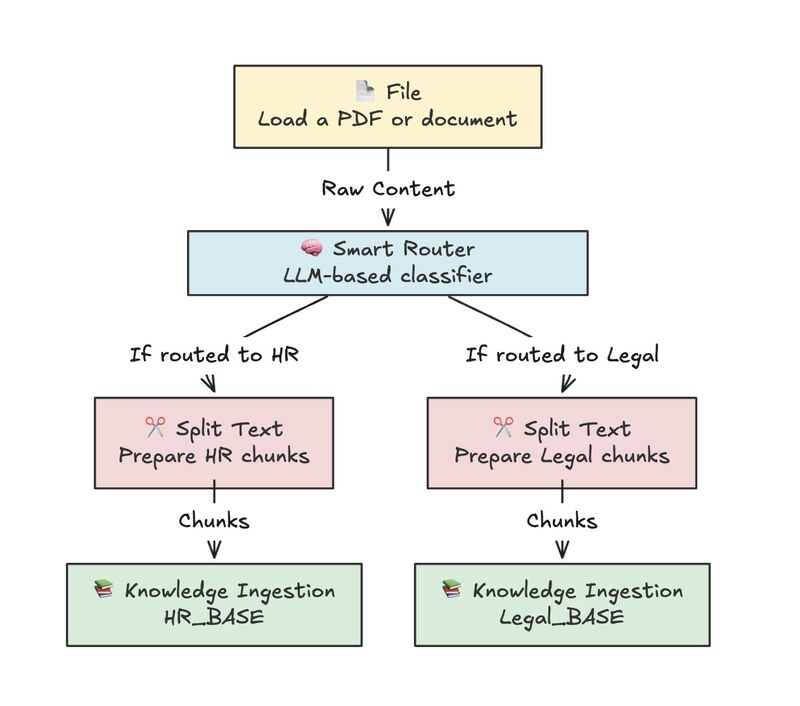 File
Load a PDF or document
Raw Content
Smart Router
LLM-based classifier
If routed to HR
If routed to Legal
Split Text
Prepare HR chunks
Split Text
Prepare Legal chunks
Chunks
Chunks
Knowledge Ingestion
HR_BASE
Knowledge Ingestion
Legal_BASE